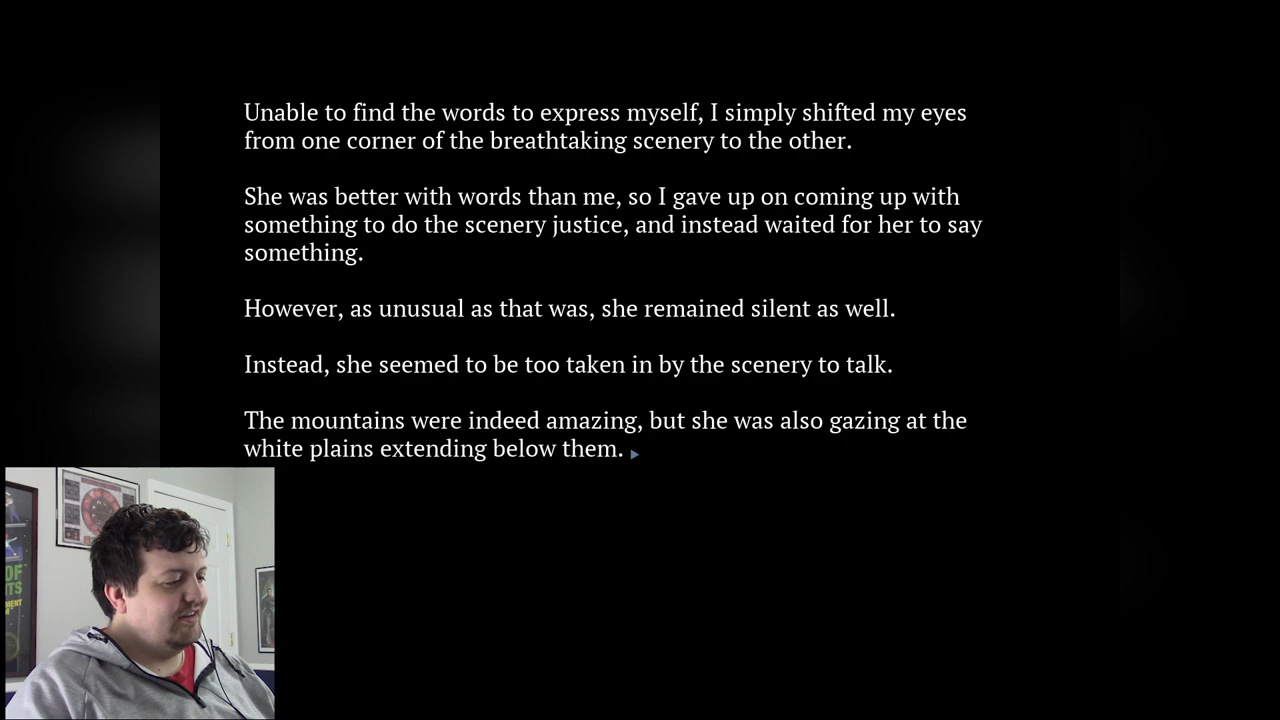 Unable to find the words to express myself, I simply shifted my eyes
from one corner of the breathtaking scenery to the other.
She was better with words than me, so I gave up on coming up with
something to do the scenery justice, and instead waited for her to say
something.
However, as unusual as that was, she remained silent as well.
Instead, she seemed to be too taken in by the scenery to talk.
The mountains were indeed amazing, but she was also gazing at the
white plains extending below them.